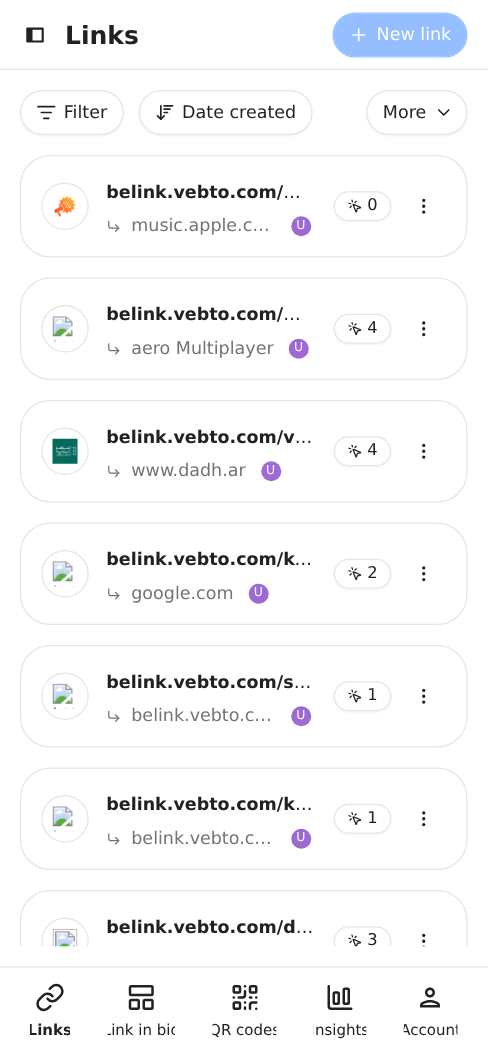 Links
New link
Filter
Date created
More
belink.vebto.com/...
music.apple.c...
U
0
belink.vebto.com/...
aero Multiplayer
U
4
belink.vebto.com/v...
www.dadh.ar
U
4
belink.vebto.com/k...
google.com
U
2
belink.vebto.com/s...
belink.vebto.c...
U
1
belink.vebto.com/k...
belink.vebto.c...
U
1
belink.vebto.com/d...
3
Links
Link in bio
QR codes
Insights
Account